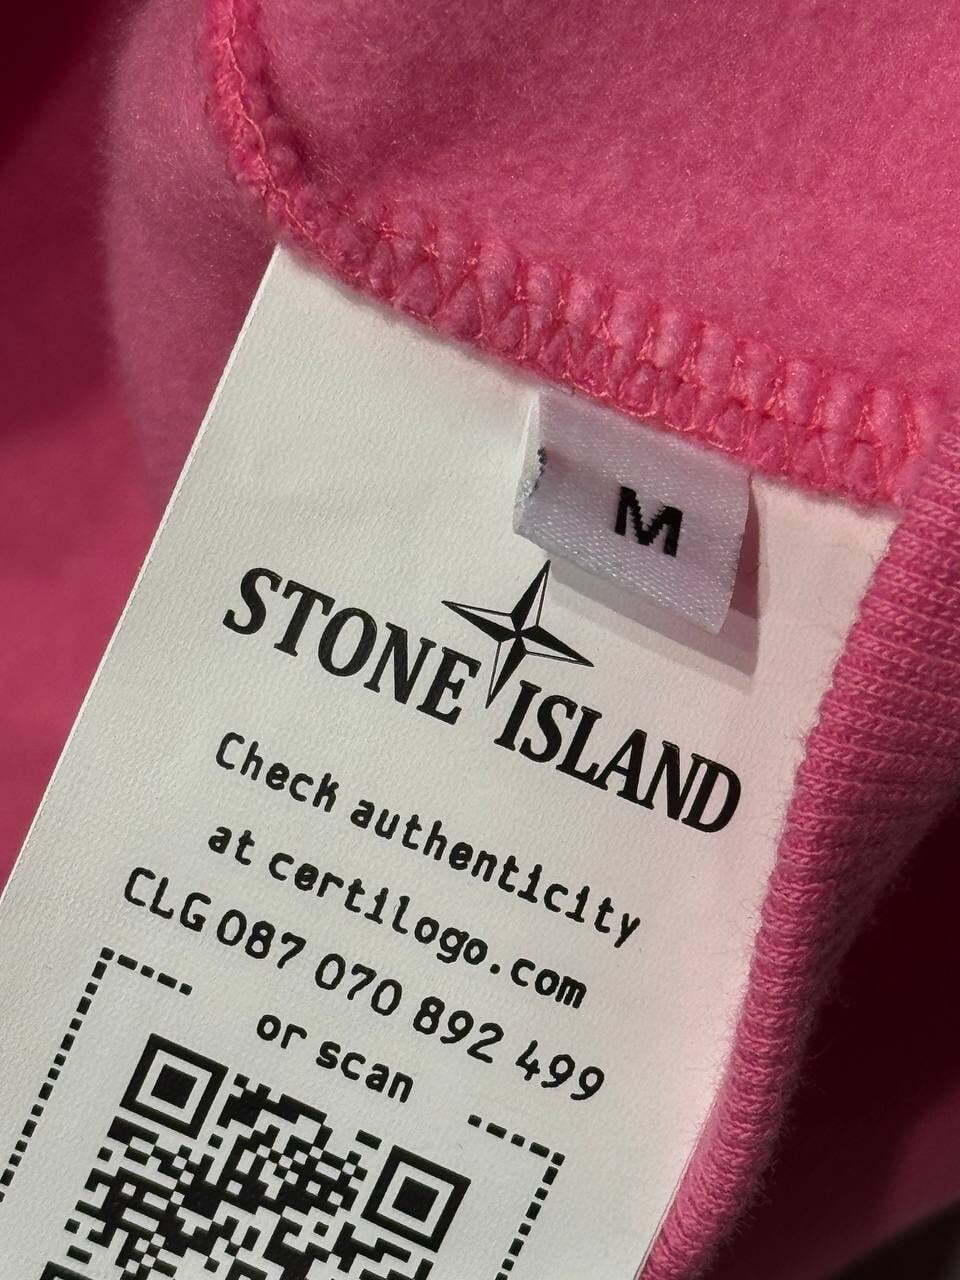 M
STONE ISLAND
Check authenticity
at certilogo.com
CLG 087 070 892 499
or scan